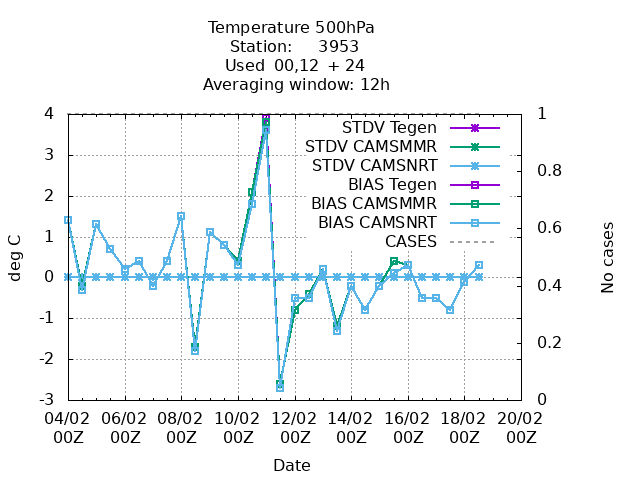 Temperature 500hPa
Station: 3953
Used 00,12 + 24
Averaging window: 12h
4
3
2
1
0
-1
-2
-3
deg C
1
0.8
0.6
0.4
0.2
0
No cases
STDV Tegen
STDV CAMSMMR
STDV CAMSNRT
BIAS Tegen
BIAS CAMSMMR
BIAS CAMSNRT
CASES
04/02 06/02 08/02 10/02 12/02 14/02 16/02 18/02 20/02
00Z 00Z 00Z 00Z 00Z 00Z 00Z 00Z 00Z
Date